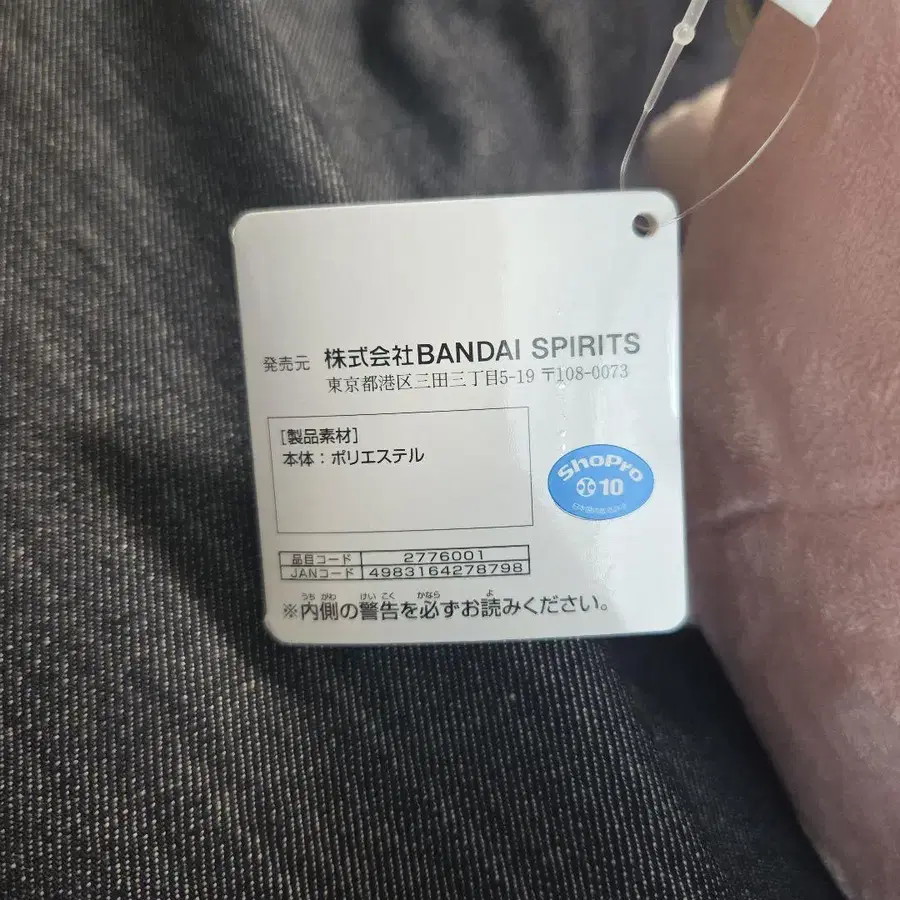 発売元 株式会社BANDAI SPIRITS
東京都港区三田三丁目5-19 〒108-0073
[製品素材]
本体：ポリエステル
ShoPro
10
品目コード 2776001
JANコード 4983164278798
※内側の警告を必ずお読みください。